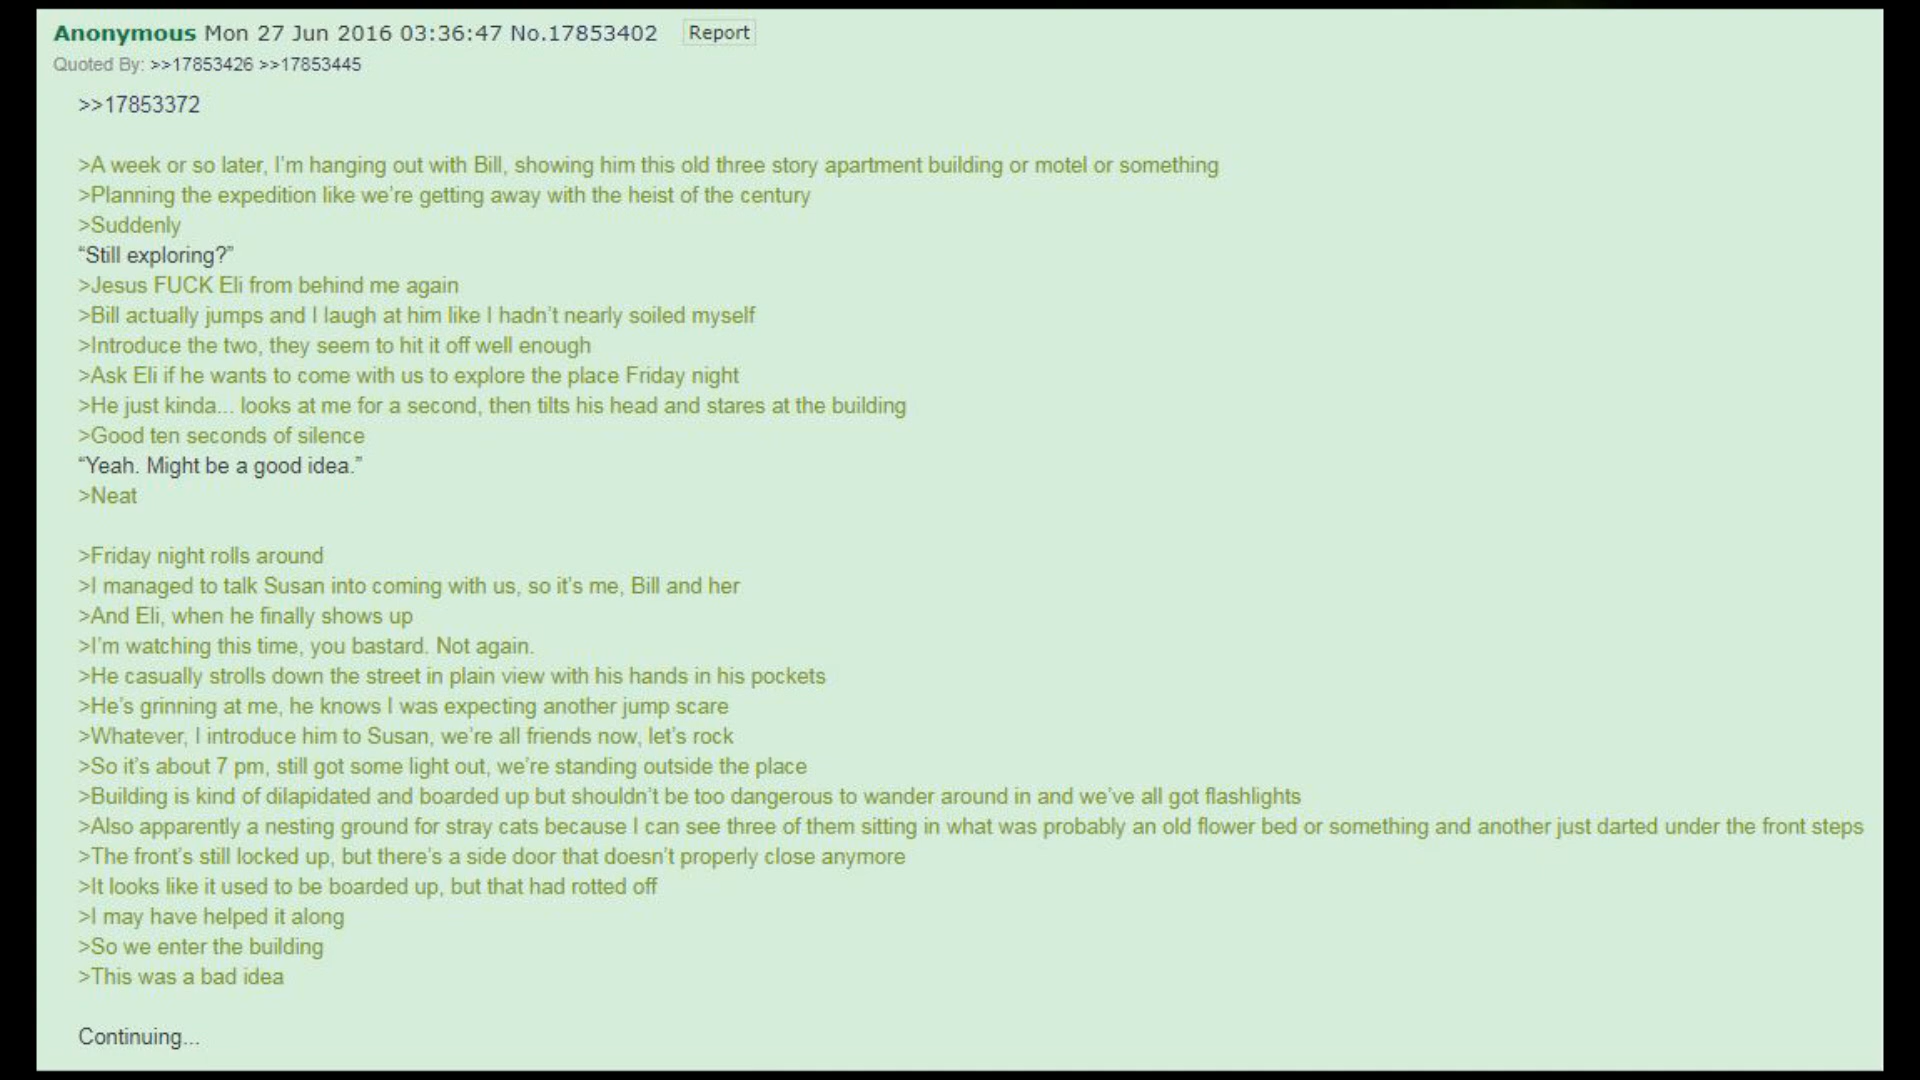 Anonymous Mon 27 Jun 2016 03:36:47 No.17853402 Report
Quoted By: >>17853426 >>17853445
>>17853372
>A week or so later, I’m hanging out with Bill, showing him this old three story apartment building or motel or something
>Planning the expedition like we’re getting away with the heist of the century
>Suddenly
“Still exploring?”
>Jesus FUCK Eli from behind me again
>Bill actually jumps and I laugh at him like I hadn’t nearly soiled myself
>Introduce the two, they seem to hit it off well enough
>Ask Eli if he wants to come with us to explore the place Friday night
>He just kinda... looks at me for a second, then tilts his head and stares at the building
>Good ten seconds of silence
“Yeah. Might be a good idea.”
>Neat
>Friday night rolls around
>I managed to talk Susan into coming with us, so it’s me, Bill and her
>And Eli, when he finally shows up
>I’m watching this time, you bastard. Not again.
>He casually strolls down the street in plain view with his hands in his pockets
>He’s grinning at me, he knows I was expecting another jump scare
>Whatever, I introduce him to Susan, we’re all friends now, let’s rock
>So it’s about 7 pm, still got some light out, we’re standing outside the place
>Building is kind of dilapidated and boarded up but shouldn’t be too dangerous to wander around in and we’ve all got flashlights
>Also apparently a nesting ground for stray cats because I can see three of them sitting in what was probably an old flower bed or something and another just darted under the front steps
>The front’s still locked up, but there’s a side door that doesn’t properly close anymore
>It looks like it used to be boarded up, but that had rotted off
>I may have helped it along
>So we enter the building
>This was a bad idea
Continuing...